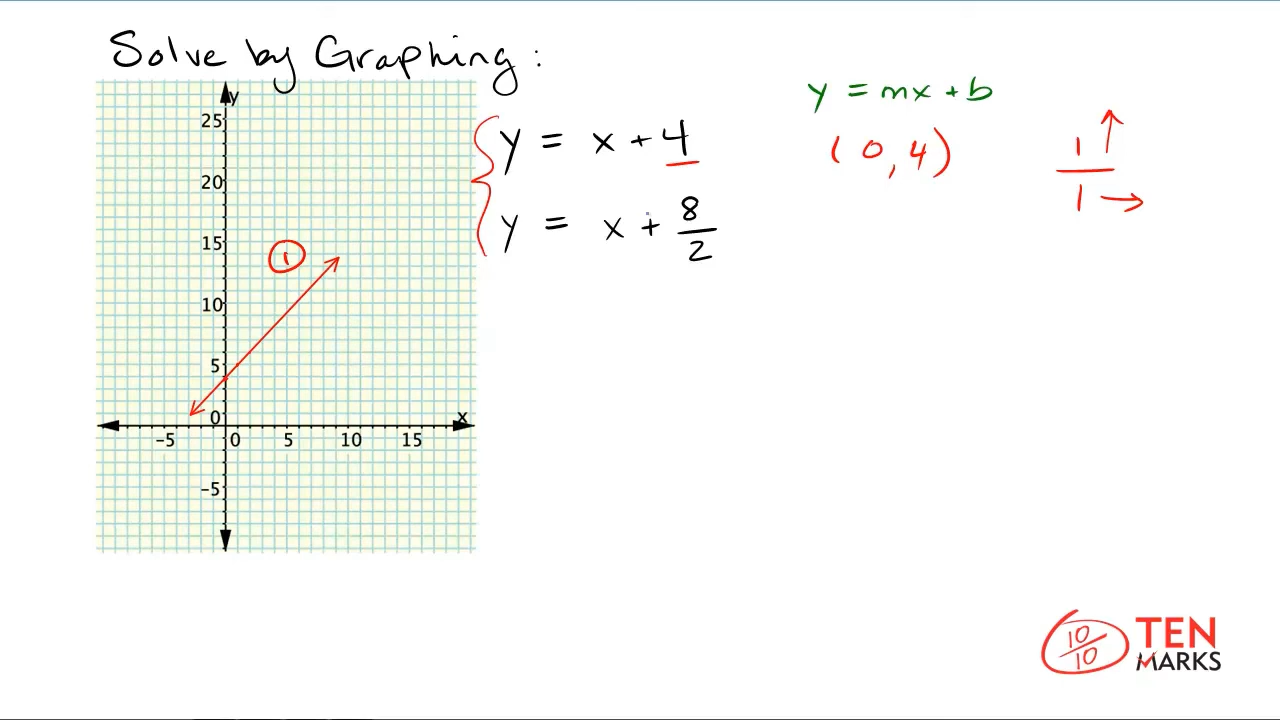 Solve by Graphing:
y = mx + b
y = x + 4
(0, 4)
1
1
y = x + 8/2
y
25
20
15
10
5
0
-5
0
5
10
15
x
-5
1
10
10
TEN
MARKS